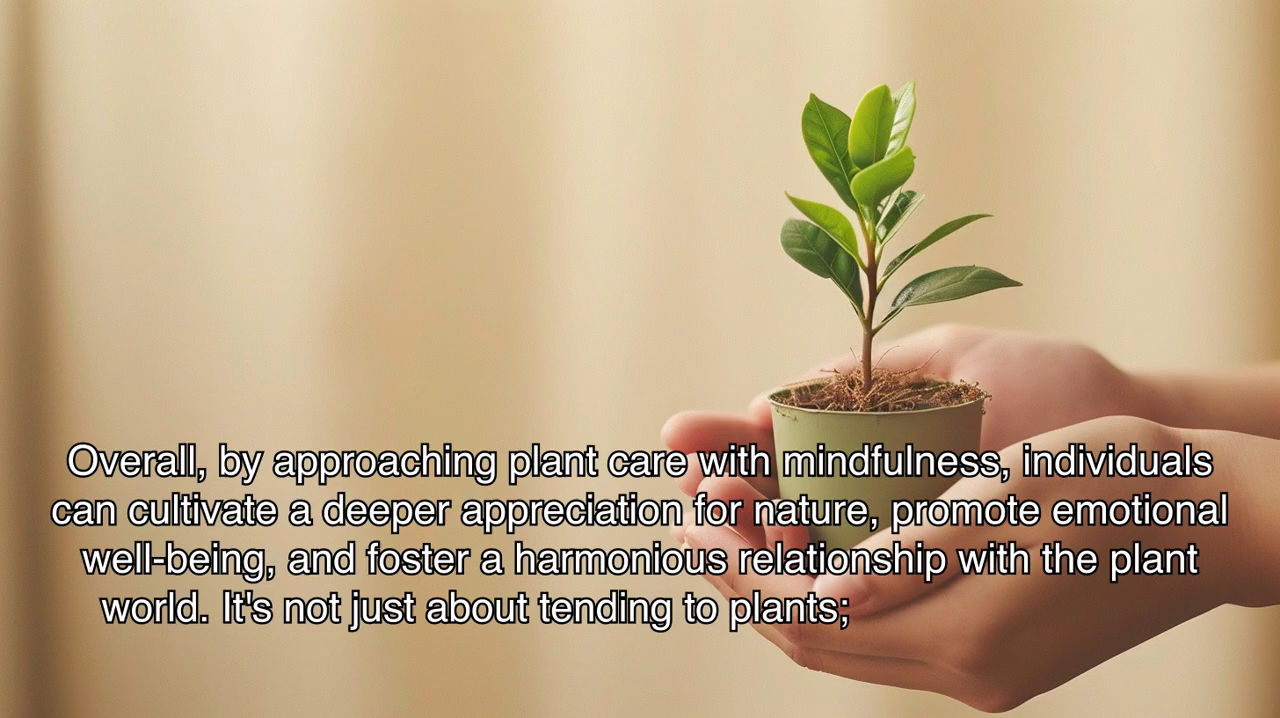 Overall, by approaching plant care with mindfulness, individuals
can cultivate a deeper appreciation for nature, promote emotional
well-being, and foster a harmonious relationship with the plant
world. It's not just about tending to plants;